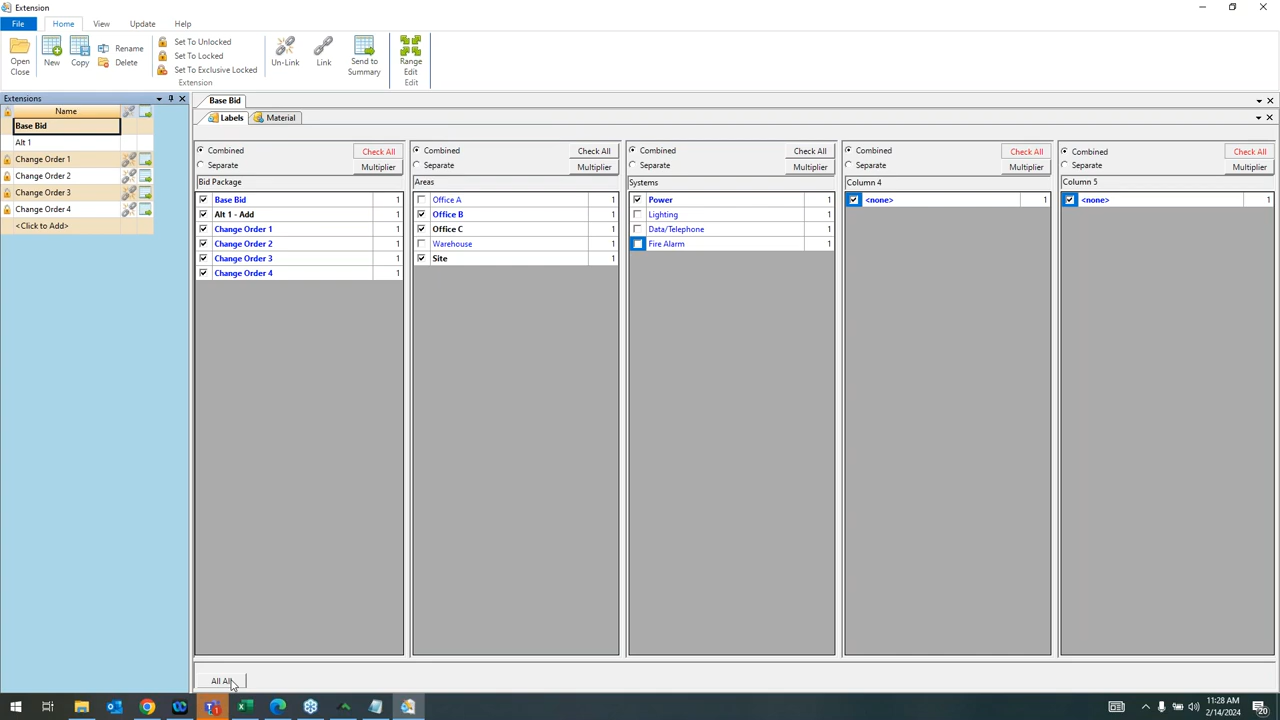 Extension
File Home View Update Help
Open Close
New
Copy
Rename
Delete
Set To Unlocked
Set To Locked
Set To Exclusive Locked
Extension
Un-Link
Link
Send to Summary
Range Edit
Edit
Extensions
Name
Base Bid
Alt 1
Change Order 1
Change Order 2
Change Order 3
Change Order 4
<Click to Add>
Base Bid
Labels Material
Combined Check All
Separate Multiplier
Bid Package
Base Bid 1
Alt 1 - Add 1
Change Order 1 1
Change Order 2 1
Change Order 3 1
Change Order 4 1
Combined Check All
Separate Multiplier
Areas
Office A 1
Office B 1
Office C 1
Warehouse 1
Site 1
Combined Check All
Separate Multiplier
Systems
Power 1
Lighting 1
Data/Telephone 1
Fire Alarm 1
Combined Check All
Separate Multiplier
Column 4
<none> 1
Combined Check All
Separate Multiplier
Column 5
<none> 1
All All
11:28 AM
2/14/2024
20